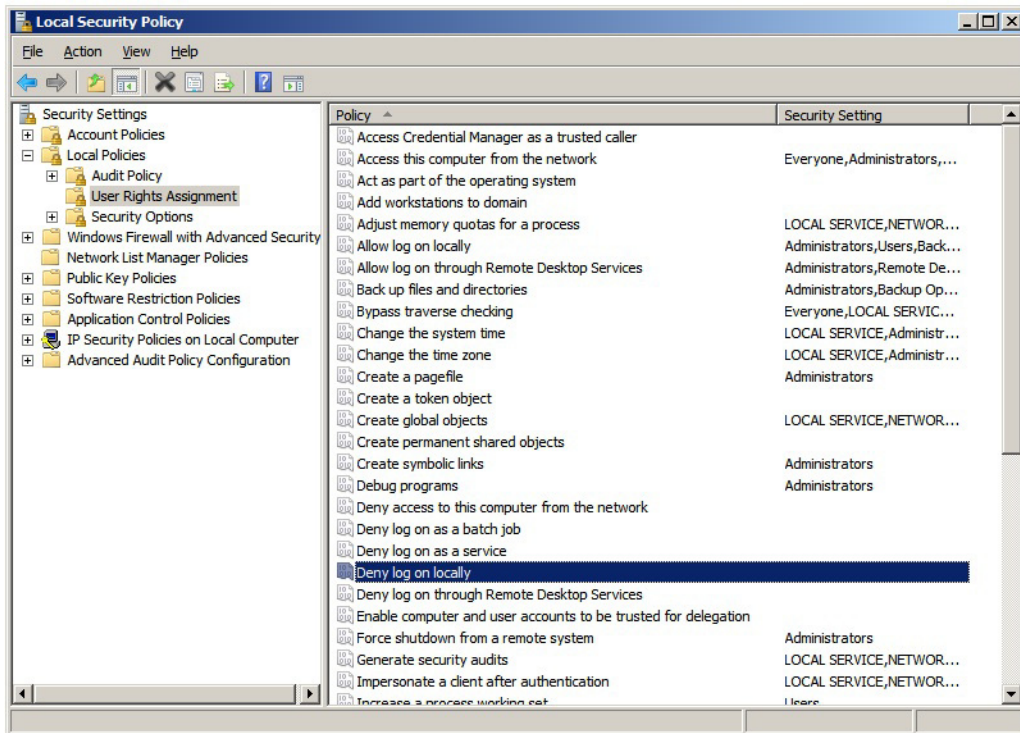 Local Security Policy
File Action View Help
Security Settings
Account Policies
Local Policies
Audit Policy
User Rights Assignment
Security Options
Windows Firewall with Advanced Security
Network List Manager Policies
Public Key Policies
Software Restriction Policies
Application Control Policies
IP Security Policies on Local Computer
Advanced Audit Policy Configuration
Policy Security Setting
Access Credential Manager as a trusted caller
Access this computer from the network Everyone,Administrators,...
Act as part of the operating system
Add workstations to domain
Adjust memory quotas for a process LOCAL SERVICE,NETWOR...
Allow log on locally Administrators,Users,Back...
Allow log on through Remote Desktop Services Administrators,Remote De...
Back up files and directories Administrators,Backup Op...
Bypass traverse checking Everyone,LOCAL SERVIC...
Change the system time LOCAL SERVICE,Administr...
Change the time zone LOCAL SERVICE,Administr...
Create a pagefile Administrators
Create a token object
Create global objects LOCAL SERVICE,NETWOR...
Create permanent shared objects
Create symbolic links Administrators
Debug programs Administrators
Deny access to this computer from the network
Deny log on as a batch job
Deny log on as a service
Deny log on locally
Deny log on through Remote Desktop Services
Enable computer and user accounts to be trusted for delegation
Force shutdown from a remote system Administrators
Generate security audits LOCAL SERVICE,NETWOR...
Impersonate a client after authentication LOCAL SERVICE,NETWOR...
Increase a process working set Users